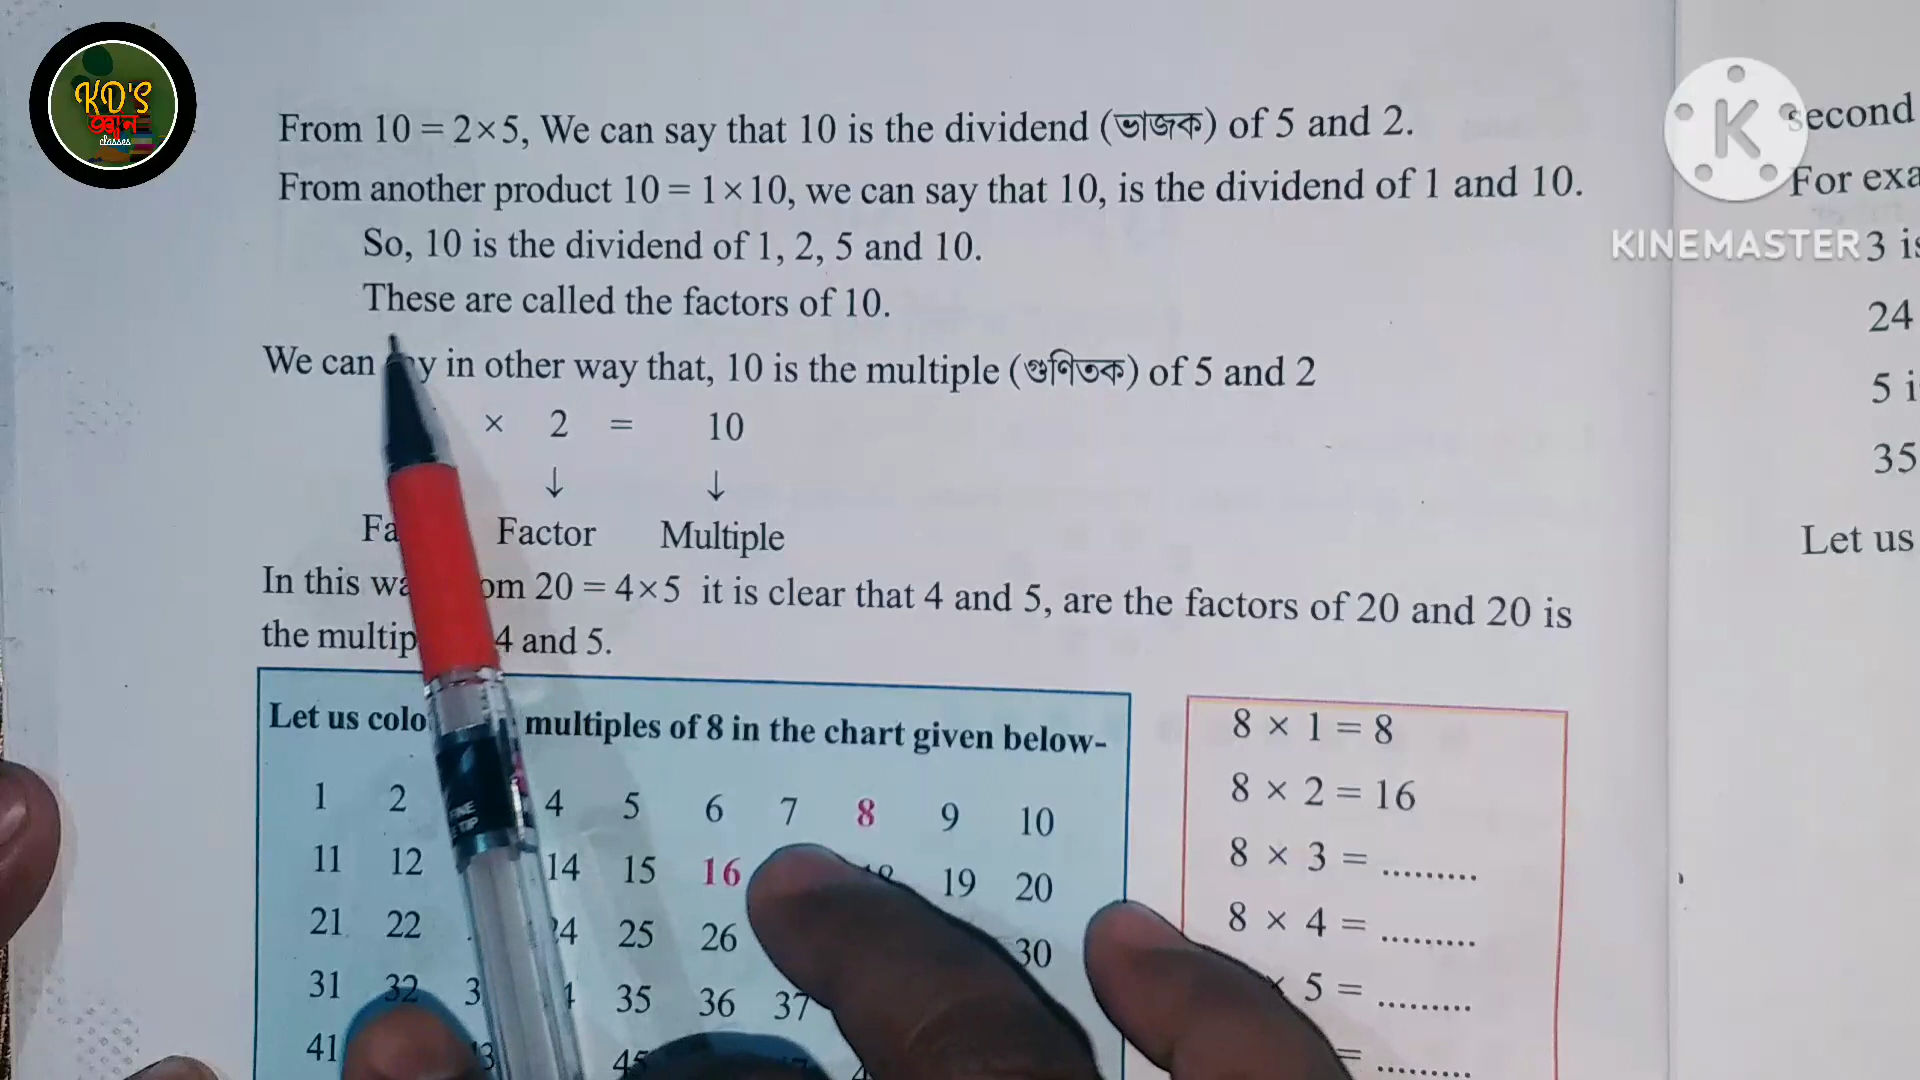 KD'S
জ্ঞান
classes
From 10 = 2×5, We can say that 10 is the dividend (ভাজক) of 5 and 2.
From another product 10 = 1×10, we can say that 10, is the dividend of 1 and 10.
So, 10 is the dividend of 1, 2, 5 and 10.
These are called the factors of 10.
We can in other way that, 10 is the multiple (গুণিতক) of 5 and 2
× 2 = 10
↓ ↓
Factor Multiple
In this 20 = 4×5 it is clear that 4 and 5, are the factors of 20 and 20 is
the 4 and 5.
Let us multiples of 8 in the chart given below-
1 2 4 5 6 7 8 9 10
11 12 14 15 16 19 20
21 22 25 26 30
31 32 35 36 37
41
8 × 1 = 8
8 × 2 = 16
8 × 3 = .........
8 × 4 = .........
5 = .........
= .........
K
KINEMASTER
second
For
3
24
5
35
Let us